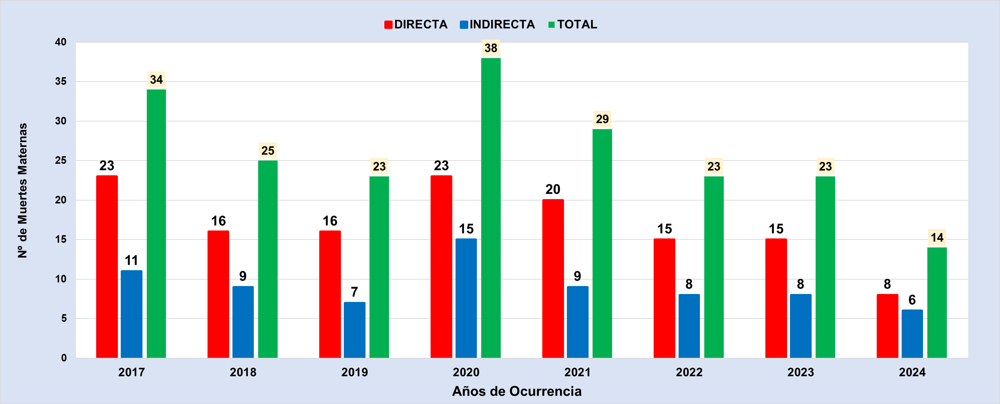 DIRECTA INDIRECTA TOTAL
Nº de Muertes Maternas
40
35
30
25
20
15
10
5
0
23 11 34
16 9 25
16 7 23
23 15 38
20 9 29
15 8 23
15 8 23
8 6 14
2017 2018 2019 2020 2021 2022 2023 2024
Años de Ocurrencia